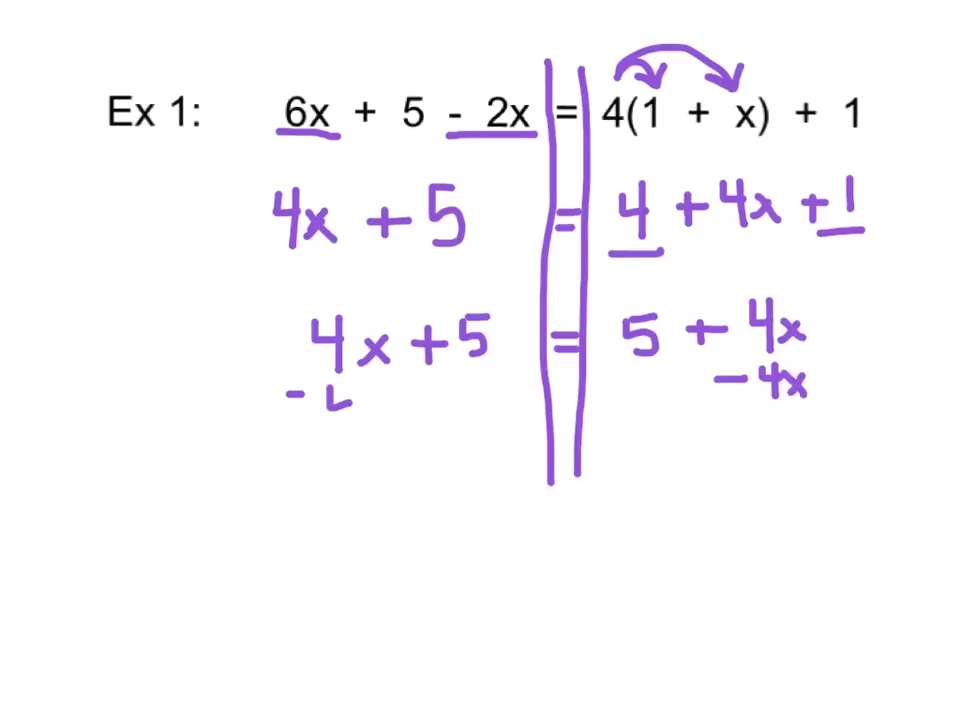 Ex 1: 6x + 5 - 2x = 4(1 + x) + 1
4x + 5 = 4 + 4x + 1
4x + 5 = 5 + 4x
- 4x